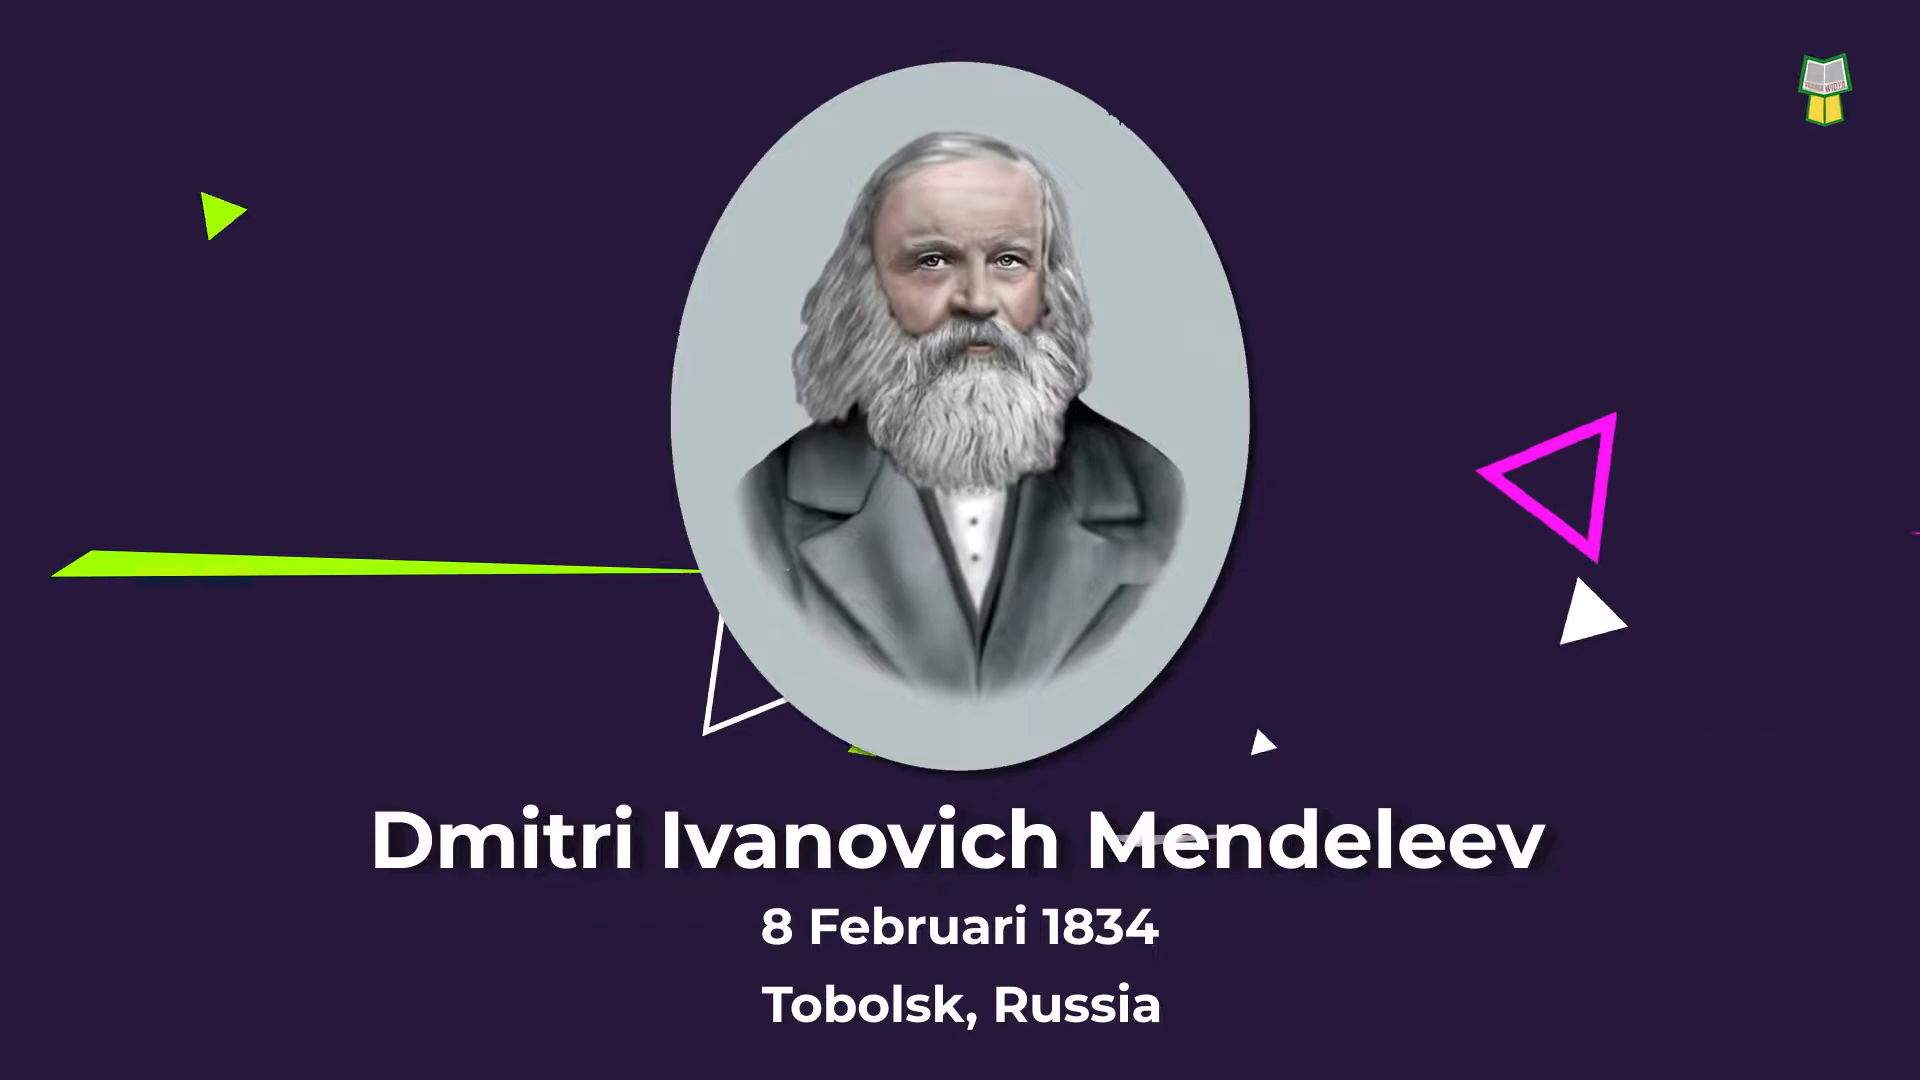 Dmitri Ivanovich Mendeleev
8 Februari 1834
Tobolsk, Russia